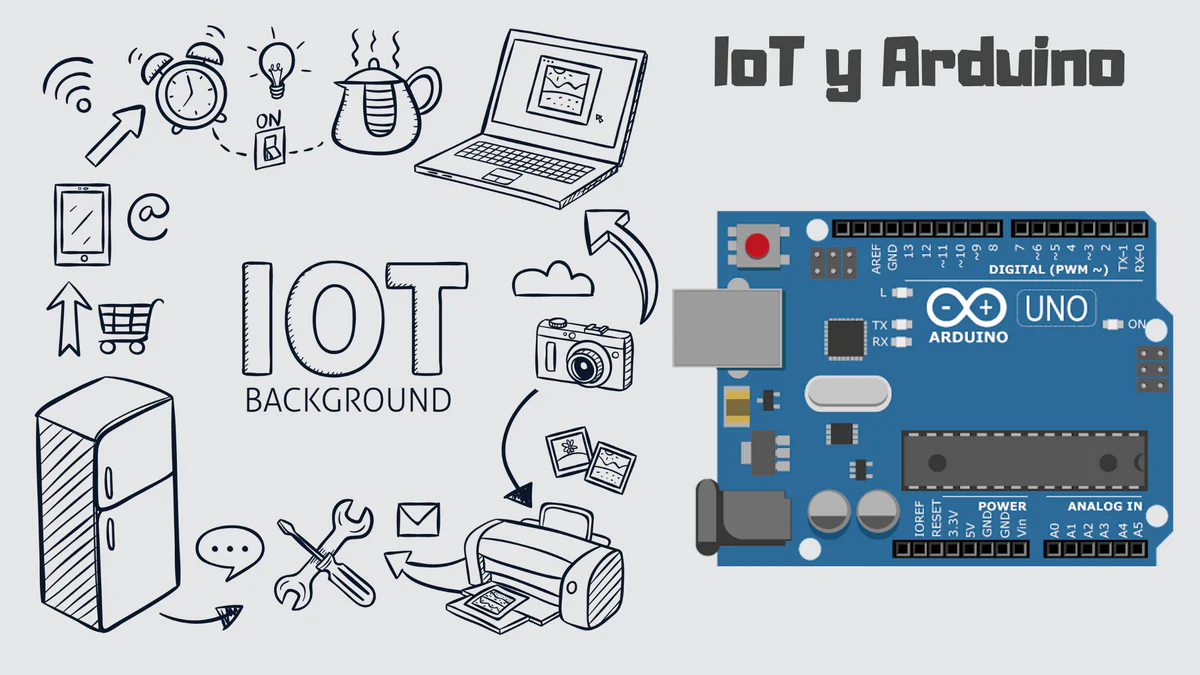 IoT y Arduino
ON
@
IOT
BACKGROUND
AREF
GND
13
12
~11
~10
~9
8
7
~6
~5
4
~3
2
TX→1
RX←0
DIGITAL (PWM ~)
L
TX
RX
ARDUINO
UNO
ON
POWER
ANALOG IN
IOREF
RESET
3.3V
5V
GND
GND
Vin
A0
A1
A2
A3
A4
A5